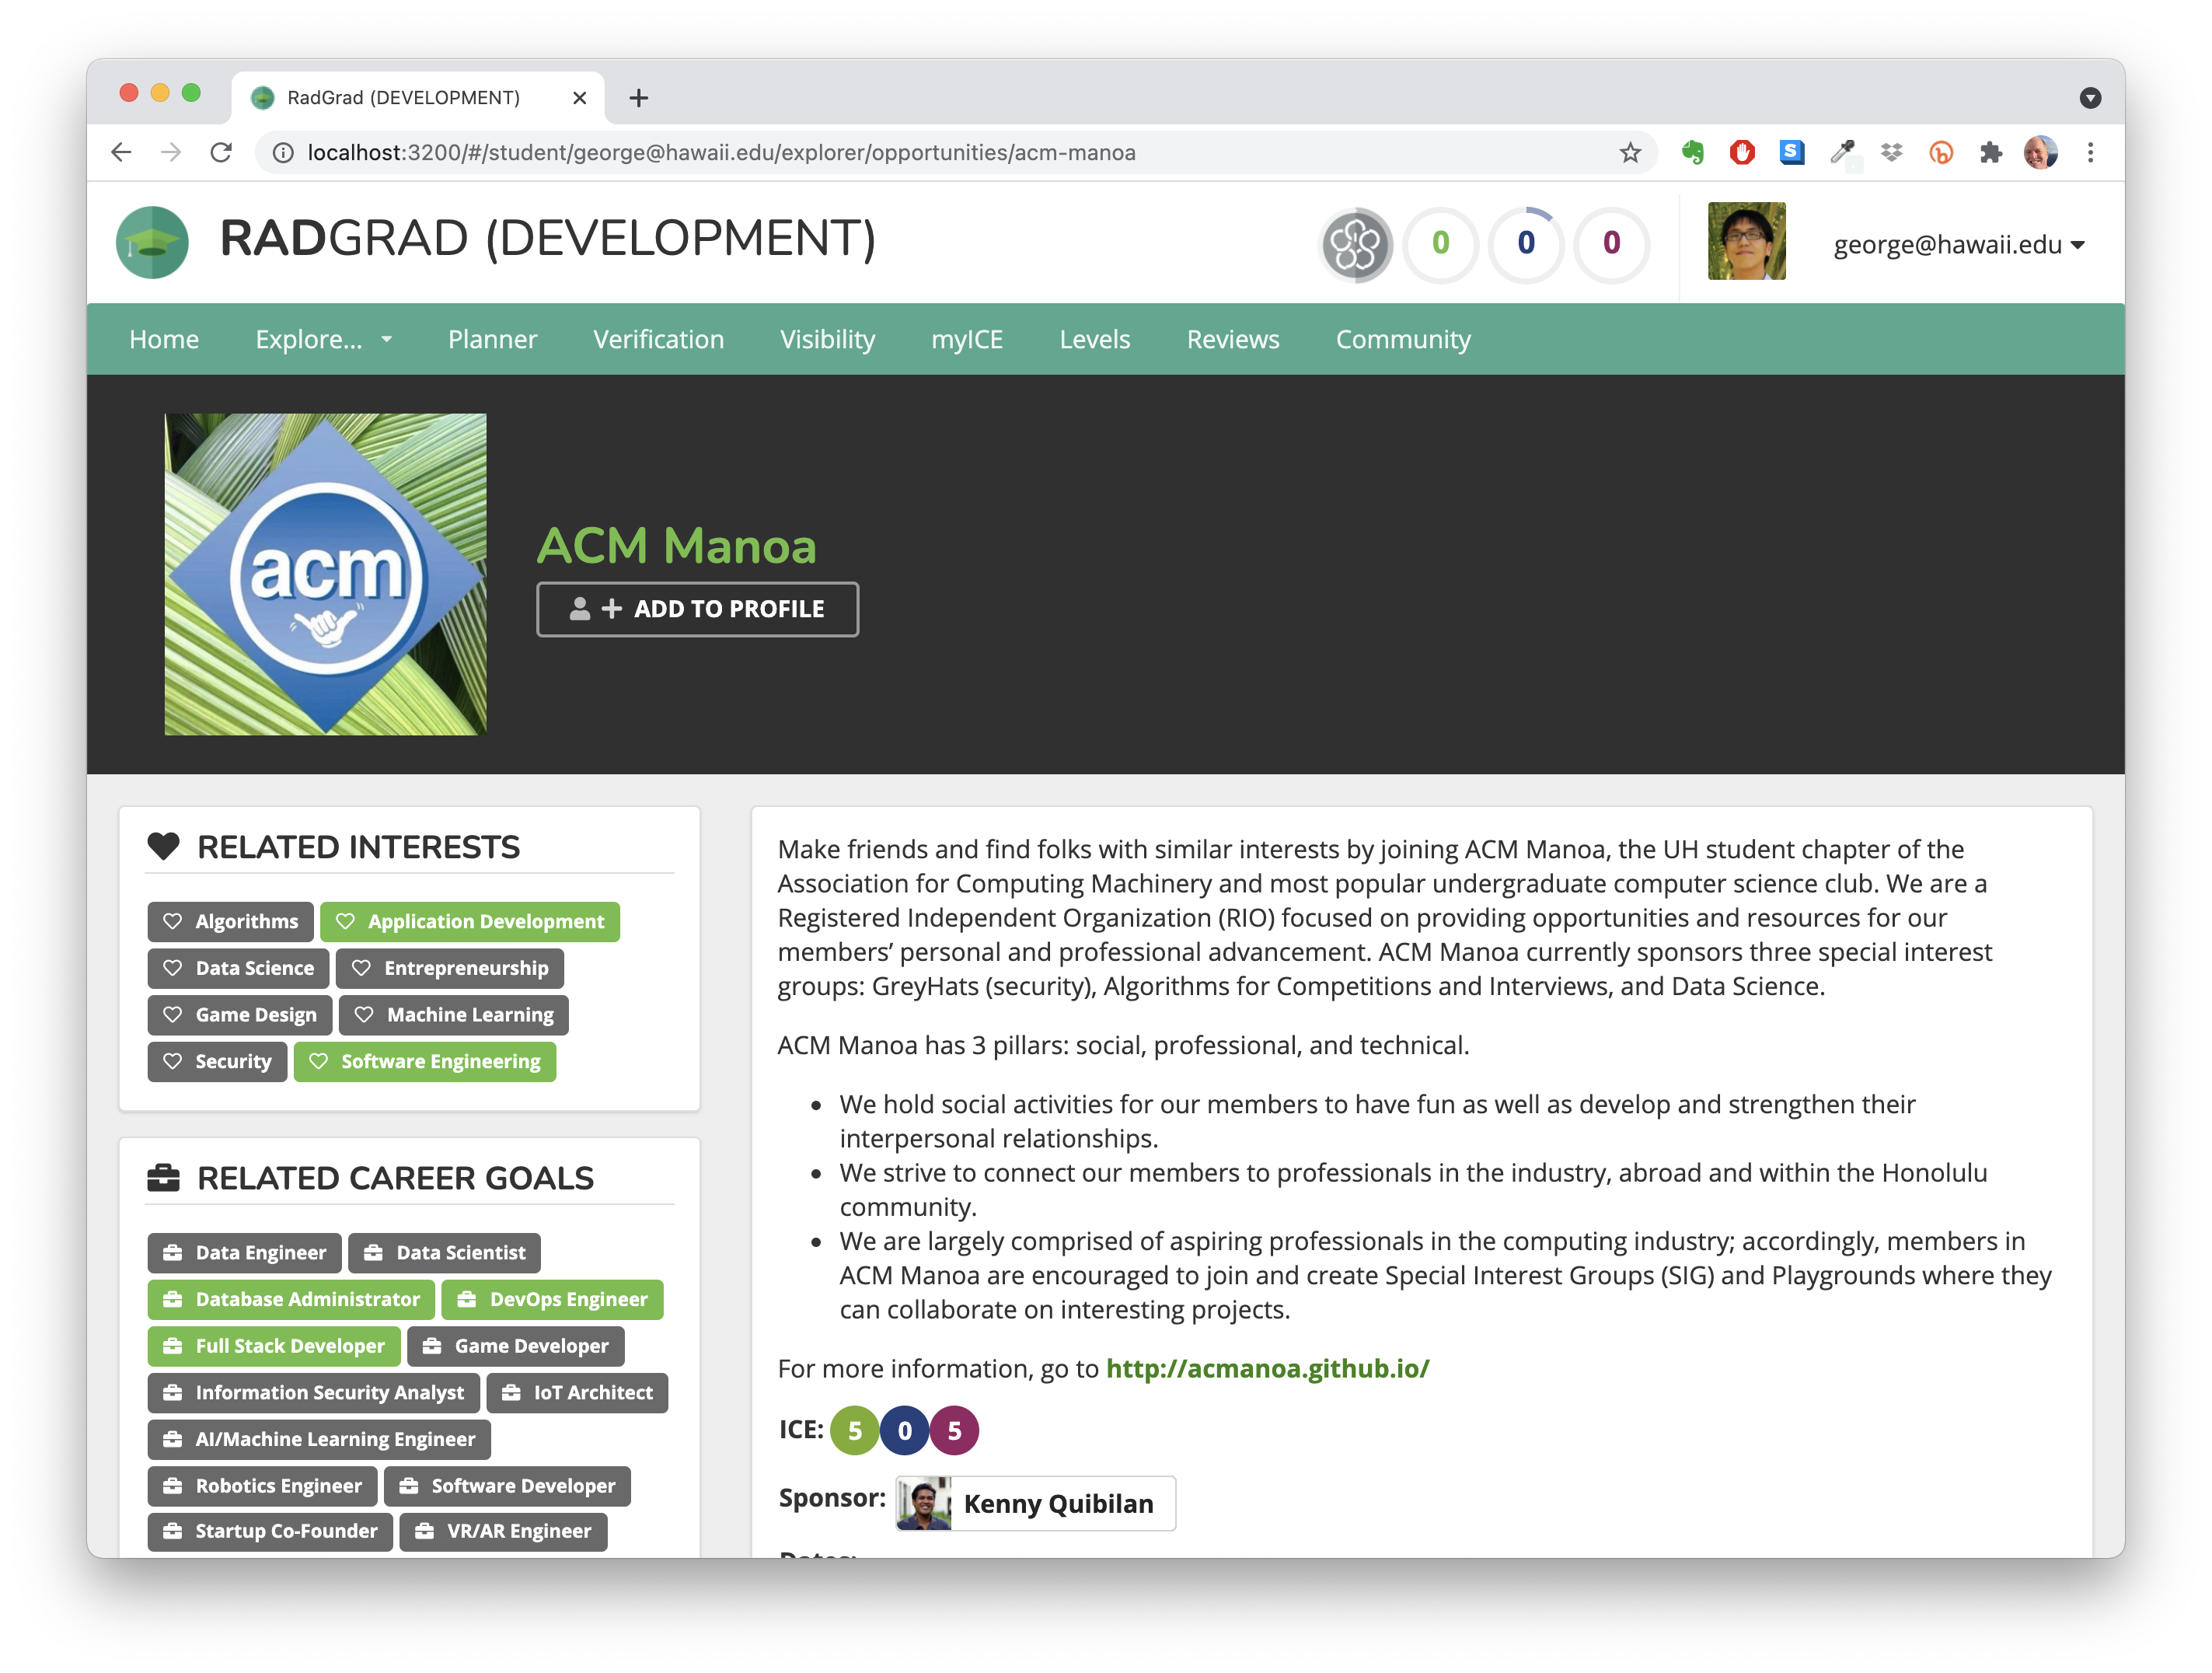 RadGrad (DEVELOPMENT)
localhost:3200/#/student/george@hawaii.edu/explorer/opportunities/acm-manoa
RADGRAD (DEVELOPMENT)
0 0 0
george@hawaii.edu
Home Explore... Planner Verification Visibility myICE Levels Reviews Community
acm
ACM Manoa
ADD TO PROFILE
RELATED INTERESTS
Algorithms Application Development
Data Science Entrepreneurship
Game Design Machine Learning
Security Software Engineering
RELATED CAREER GOALS
Data Engineer Data Scientist
Database Administrator DevOps Engineer
Full Stack Developer Game Developer
Information Security Analyst IoT Architect
AI/Machine Learning Engineer
Robotics Engineer Software Developer
Startup Co-Founder VR/AR Engineer
Make friends and find folks with similar interests by joining ACM Manoa, the UH student chapter of the
Association for Computing Machinery and most popular undergraduate computer science club. We are a
Registered Independent Organization (RIO) focused on providing opportunities and resources for our
members’ personal and professional advancement. ACM Manoa currently sponsors three special interest
groups: GreyHats (security), Algorithms for Competitions and Interviews, and Data Science.
ACM Manoa has 3 pillars: social, professional, and technical.
• We hold social activities for our members to have fun as well as develop and strengthen their
interpersonal relationships.
• We strive to connect our members to professionals in the industry, abroad and within the Honolulu
community.
• We are largely comprised of aspiring professionals in the computing industry; accordingly, members in
ACM Manoa are encouraged to join and create Special Interest Groups (SIG) and Playgrounds where they
can collaborate on interesting projects.
For more information, go to http://acmanoa.github.io/
ICE: 5 0 5
Sponsor: Kenny Quibilan